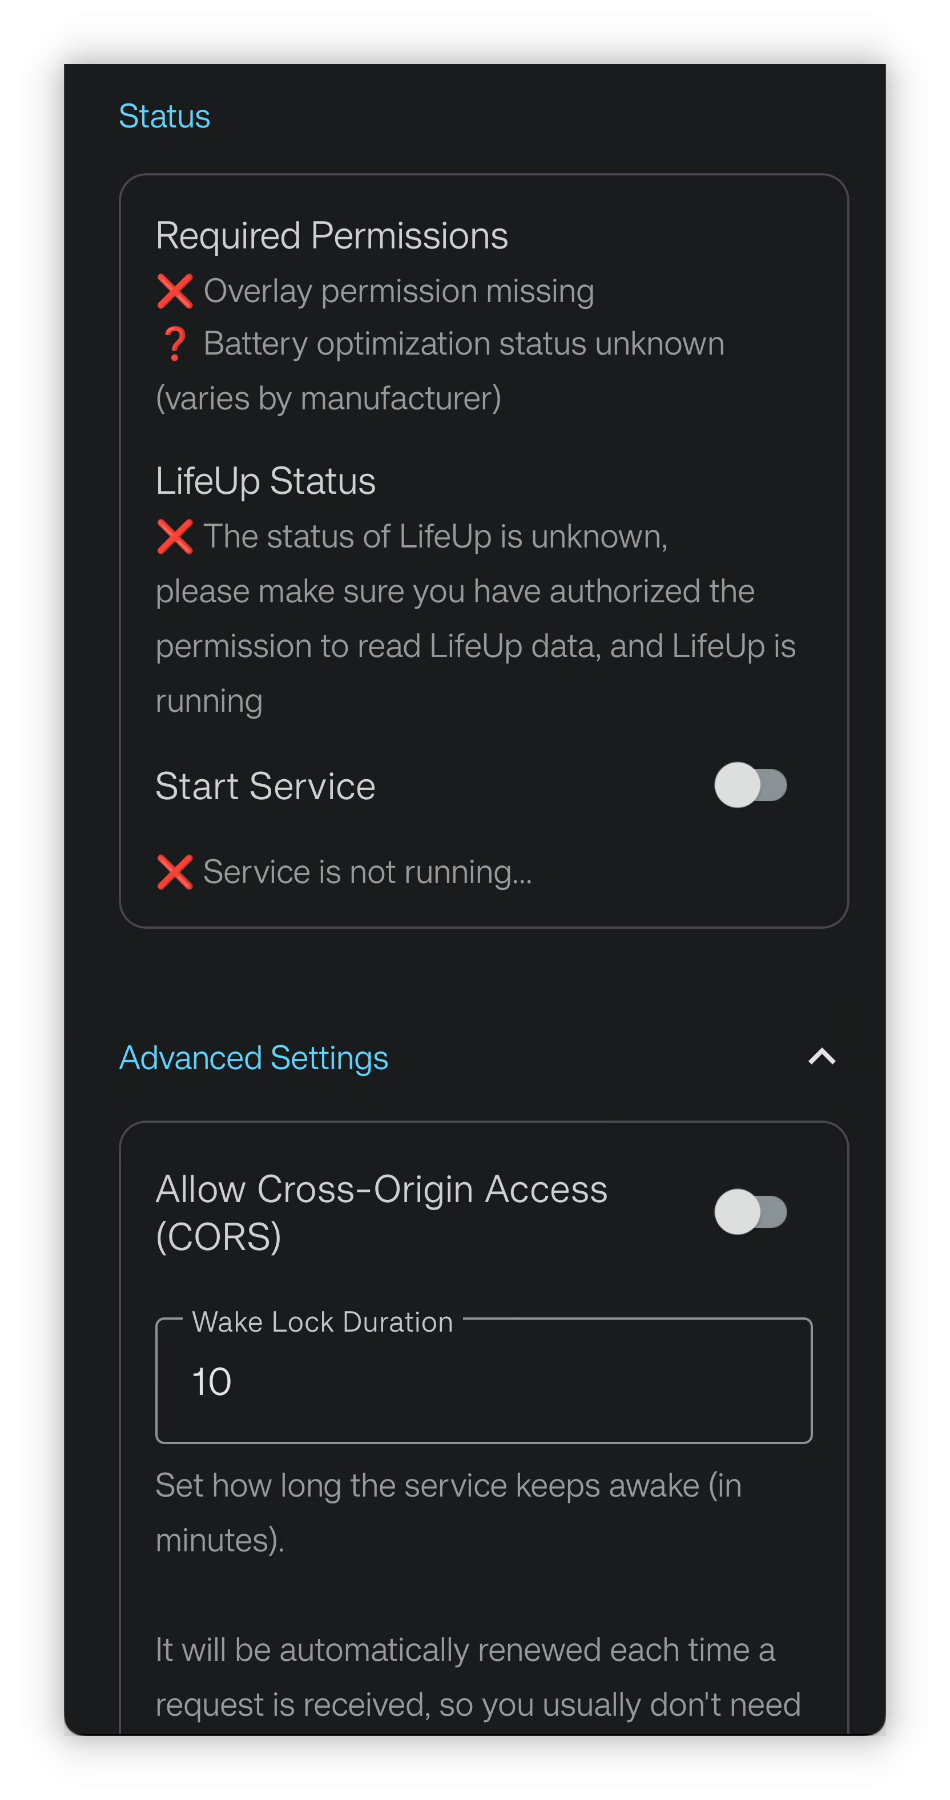 Status
Required Permissions
❌ Overlay permission missing
❓ Battery optimization status unknown
(varies by manufacturer)
LifeUp Status
❌ The status of LifeUp is unknown,
please make sure you have authorized the
permission to read LifeUp data, and LifeUp is
running
Start Service
❌ Service is not running...
Advanced Settings
Allow Cross-Origin Access
(CORS)
Wake Lock Duration
10
Set how long the service keeps awake (in
minutes).
It will be automatically renewed each time a
request is received, so you usually don't need